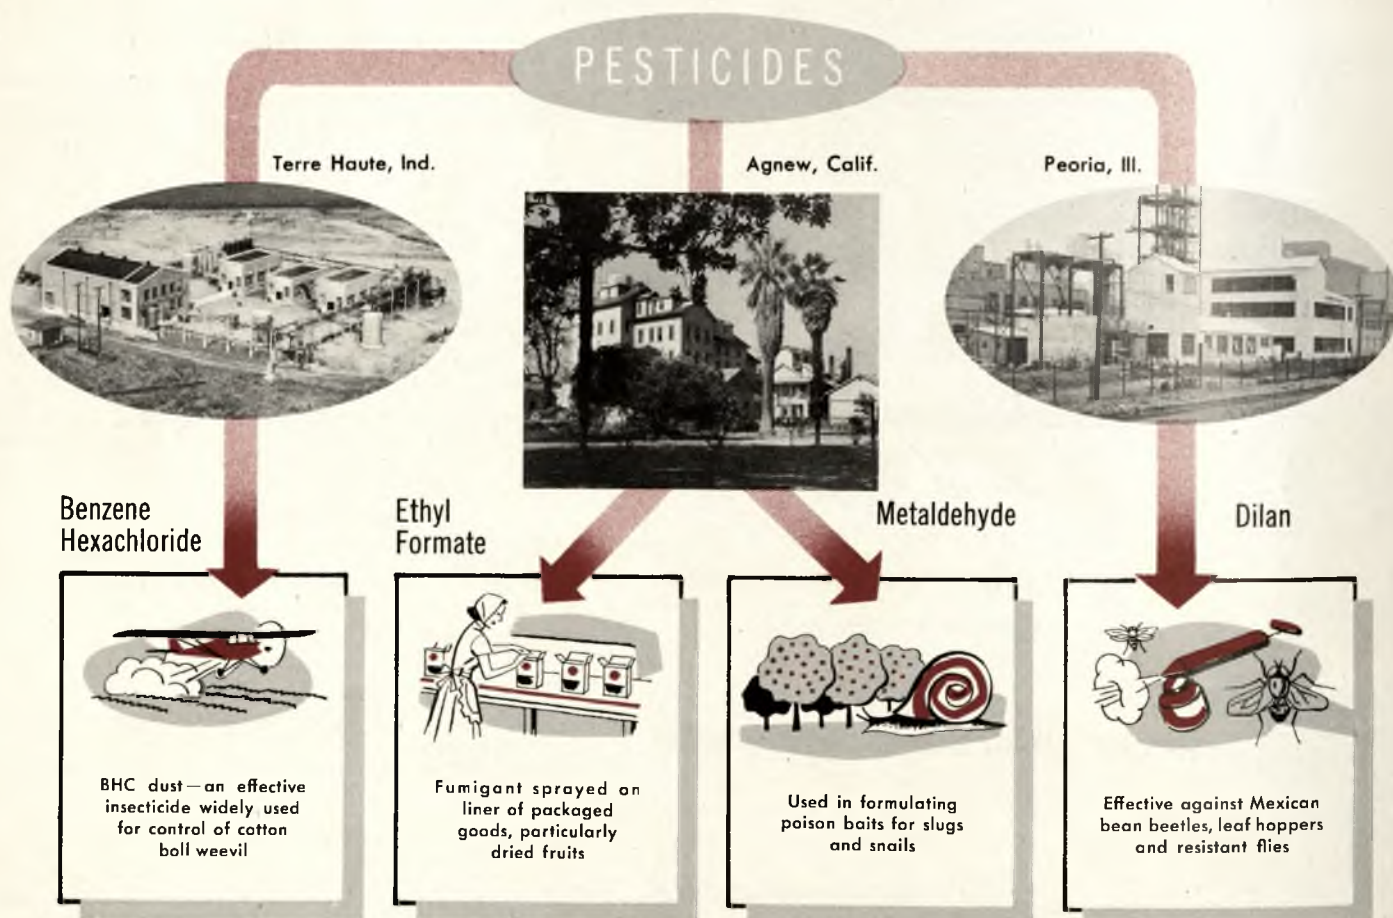 PESTICIDES
Terre Haute, Ind.
Agnew, Calif.
Peoria, Ill.
Benzene
Hexachloride
Ethyl
Formate
Metaldehyde
Dilan
BHC dust—an effective
insecticide widely used
for control of cotton
boll weevil
Fumigant sprayed on
liner of packaged
goods, particularly
dried fruits
Used in formulating
poison baits for slugs
and snails
Effective against Mexican
bean beetles, leaf hoppers
and resistant flies